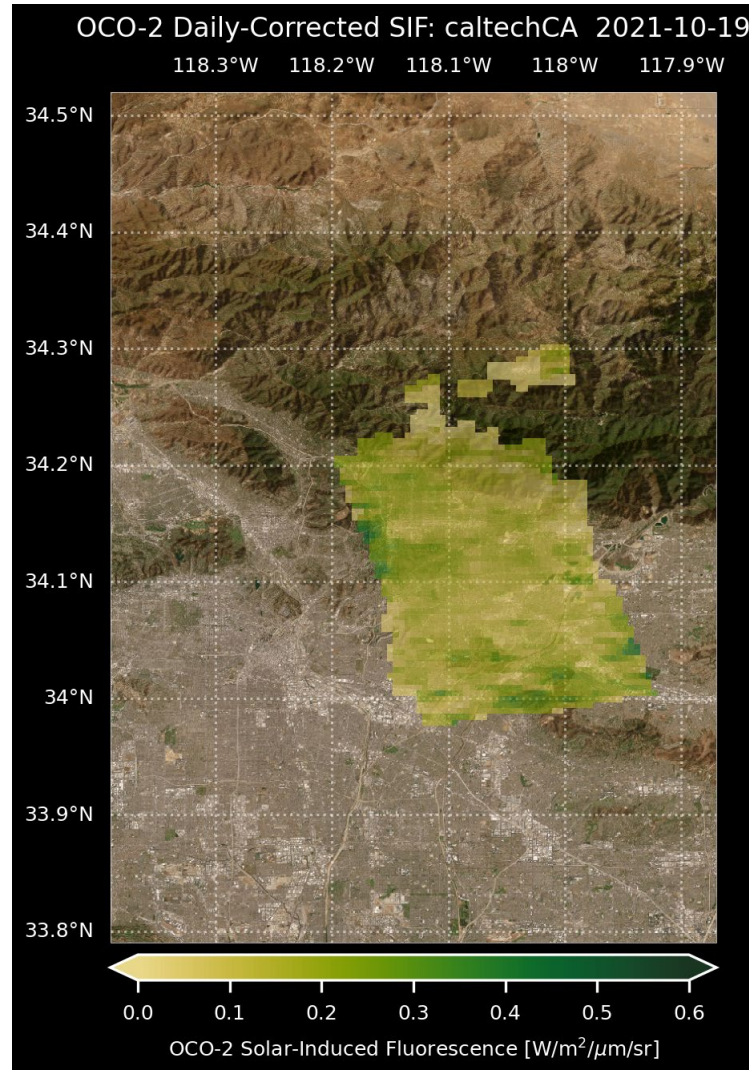 OCO-2 Daily-Corrected SIF: caltechCA 2021-10-19
118.3°W 118.2°W 118.1°W 118°W 117.9°W
34.5°N
34.4°N
34.3°N
34.2°N
34.1°N
34°N
33.9°N
33.8°N
0.0 0.1 0.2 0.3 0.4 0.5 0.6
OCO-2 Solar-Induced Fluorescence [W/m²/μm/sr]